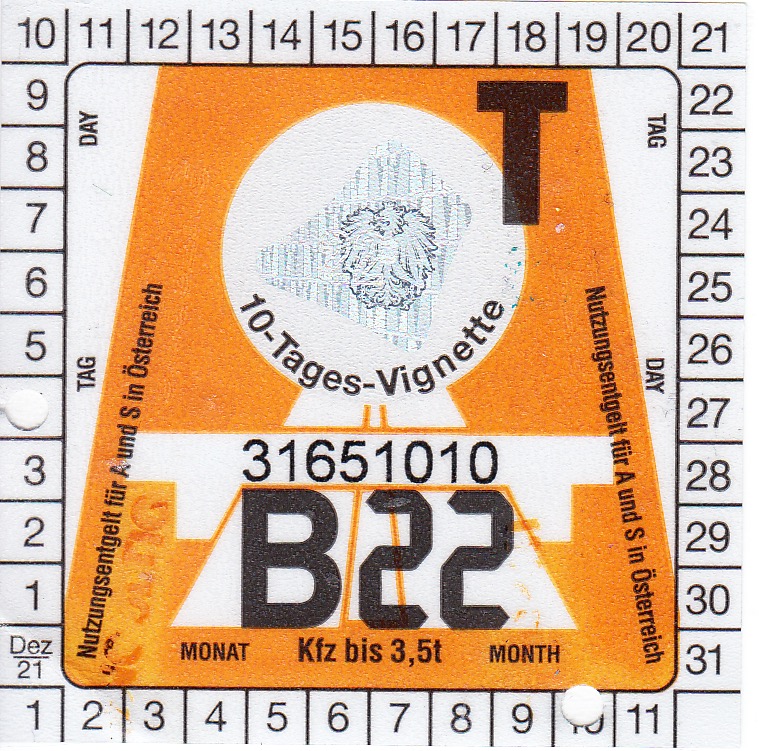 10 11 12 13 14 15 16 17 18 19 20 21
9 22
8 23
7 24
6 25
5 26
27
3 28
2 29
1 30
Dez
21
31
1 2 3 4 5 6 7 8 9 10 11
DAY
TAG
T
TAG
DAY
10-Tages-Vignette
Nutzungsentgelt für A und S in Österreich
Nutzungsentgelt für A und S in Österreich
31651010
B22
MONAT Kfz bis 3,5t MONTH